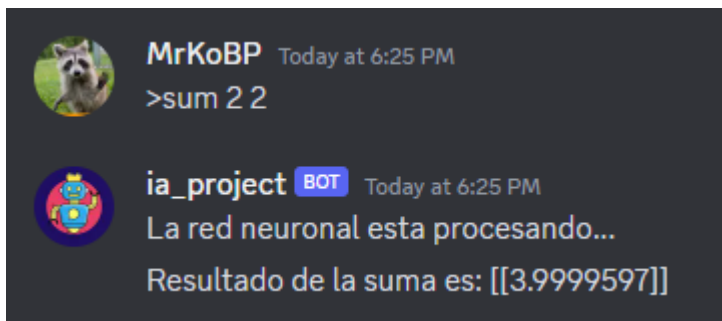 MrKoBP Today at 6:25 PM
>sum 2 2
ia_project BOT Today at 6:25 PM
La red neuronal esta procesando...
Resultado de la suma es: [[3.9999597]]